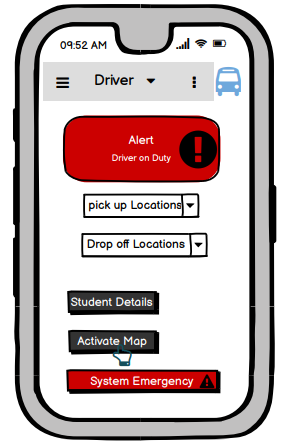 09:52 AM
Driver
Alert
Driver on Duty
pick up Locations
Drop off Locations
Student Details
Activate Map
System Emergency